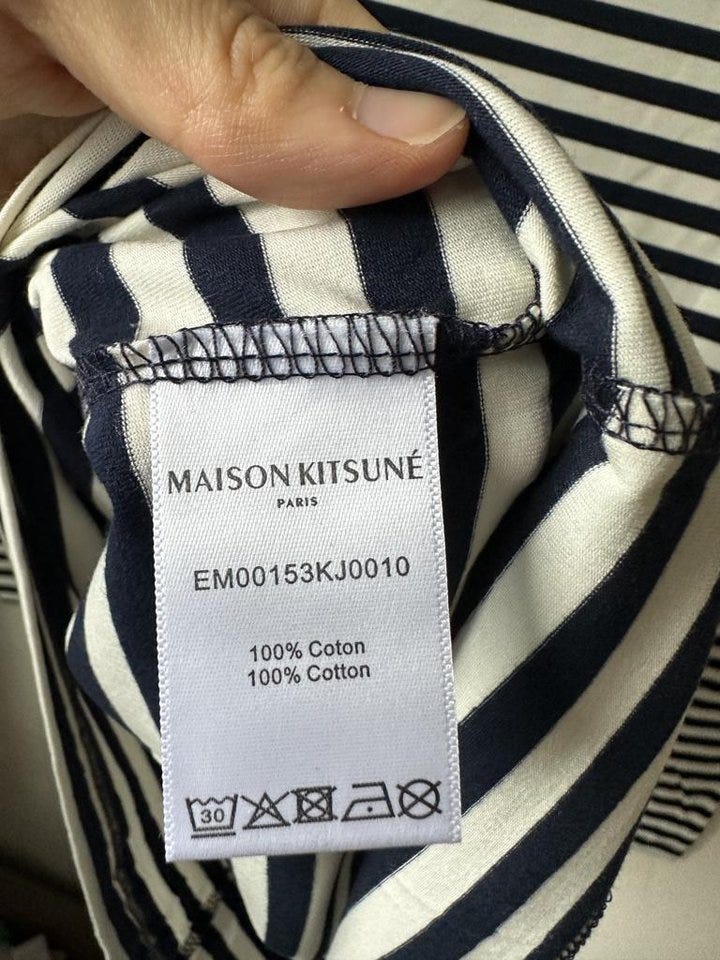 MAISON KITSUNÉ
PARIS
EM00153KJ0010
100% Coton
100% Cotton
30